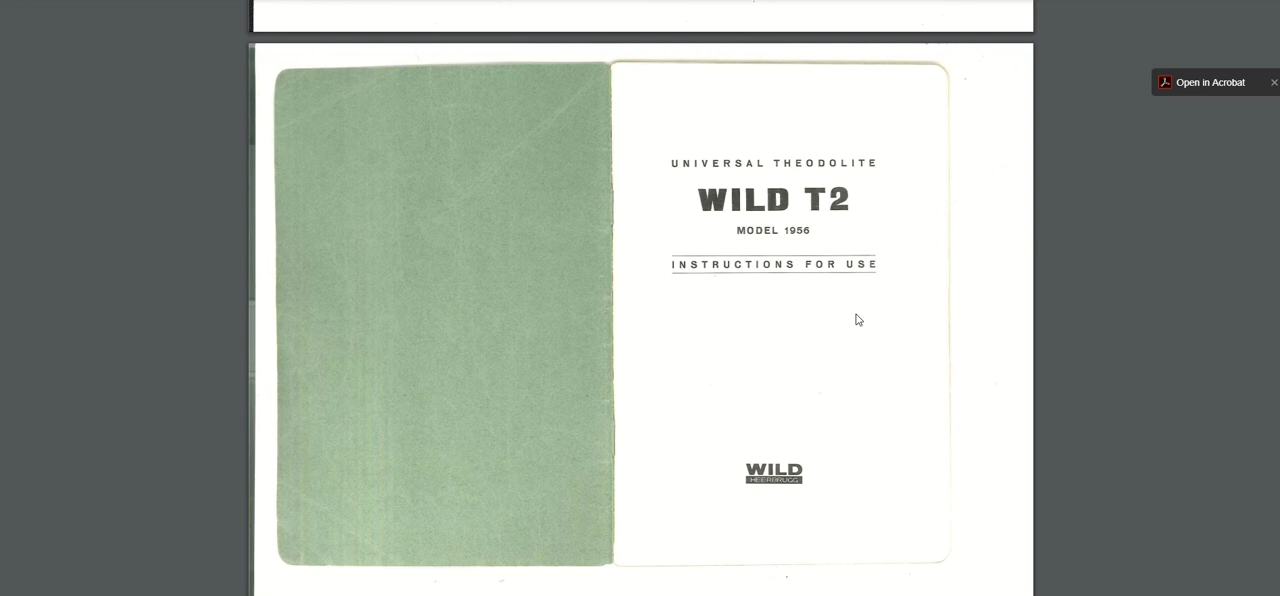 Open in Acrobat
UNIVERSAL THEODOLITE
WILD T2
MODEL 1956
INSTRUCTIONS FOR USE
WILD
HEERBRUGG